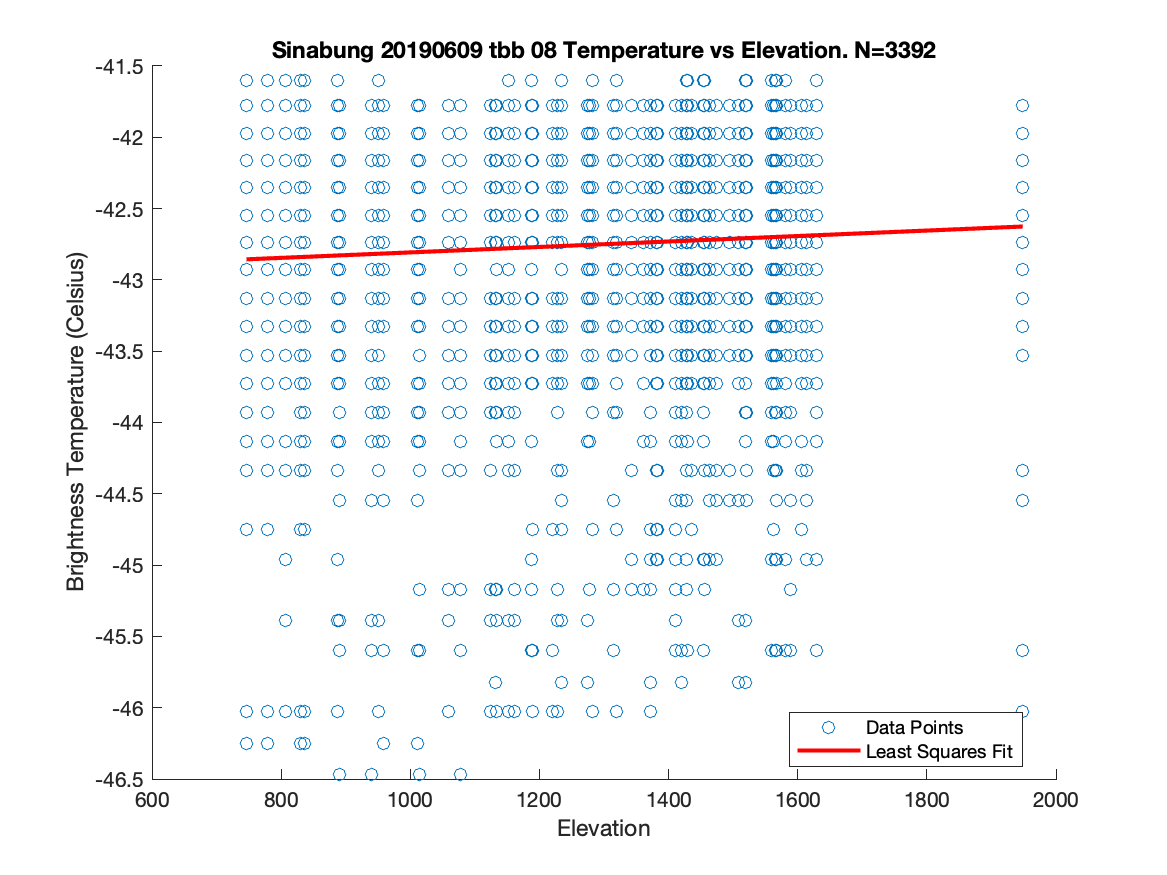 Sinabung 20190609 tbb 08 Temperature vs Elevation. N=3392
Brightness Temperature (Celsius)
-41.5
-42
-42.5
-43
-43.5
-44
-44.5
-45
-45.5
-46
-46.5
Data Points
Least Squares Fit
600 800 1000 1200 1400 1600 1800 2000
Elevation